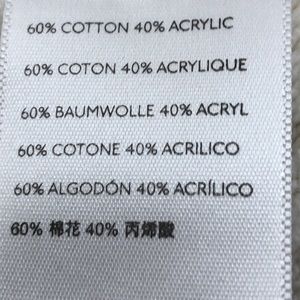 60% COTTON 40% ACRYLIC
60% COTON 40% ACRYLIQUE
60% BAUMWOLLE 40% ACRYL
60% COTONE 40% ACRILICO
60% ALGODÓN 40% ACRÍLICO
60% 棉花 40% 丙烯酸